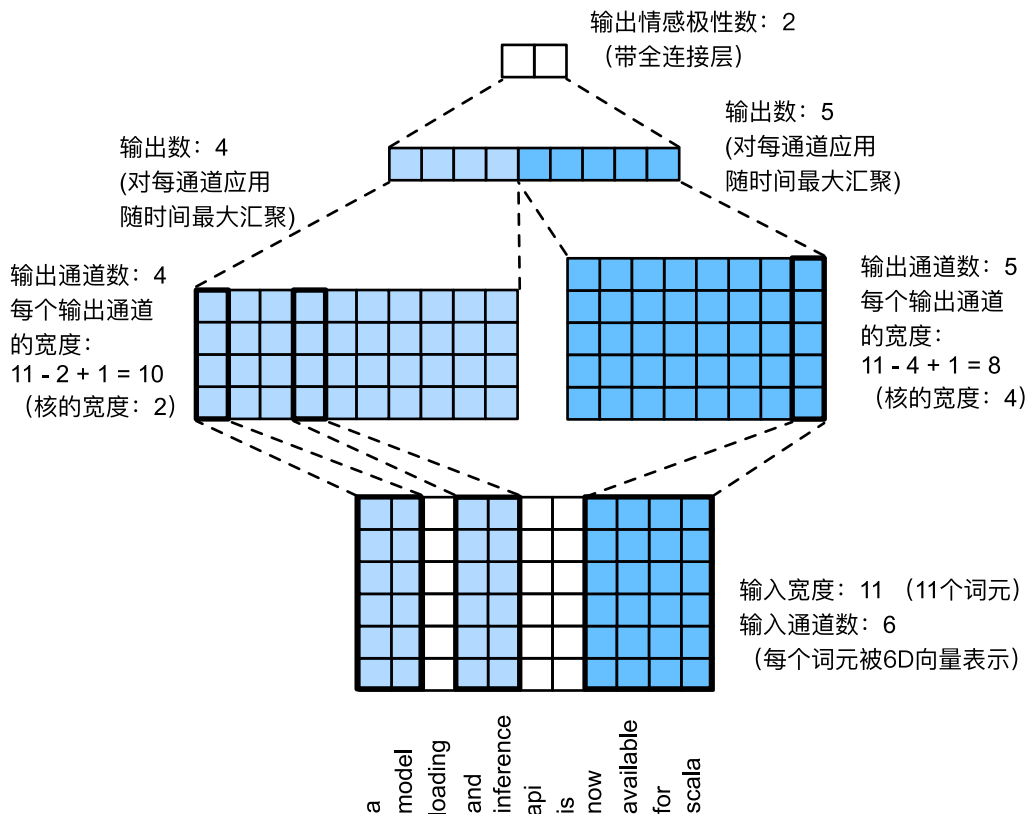 输出情感极性数：2
（带全连接层）
输出数：4
(对每通道应用
随时间最大汇聚)
输出数：5
(对每通道应用
随时间最大汇聚)
输出通道数：4
每个输出通道
的宽度：
11 - 2 + 1 = 10
（核的宽度：2）
输出通道数：5
每个输出通道
的宽度：
11 - 4 + 1 = 8
（核的宽度：4）
输入宽度：11 （11个词元）
输入通道数：6
（每个词元被6D向量表示）
a
model
loading
and
inference
api
is
now
available
for
scala